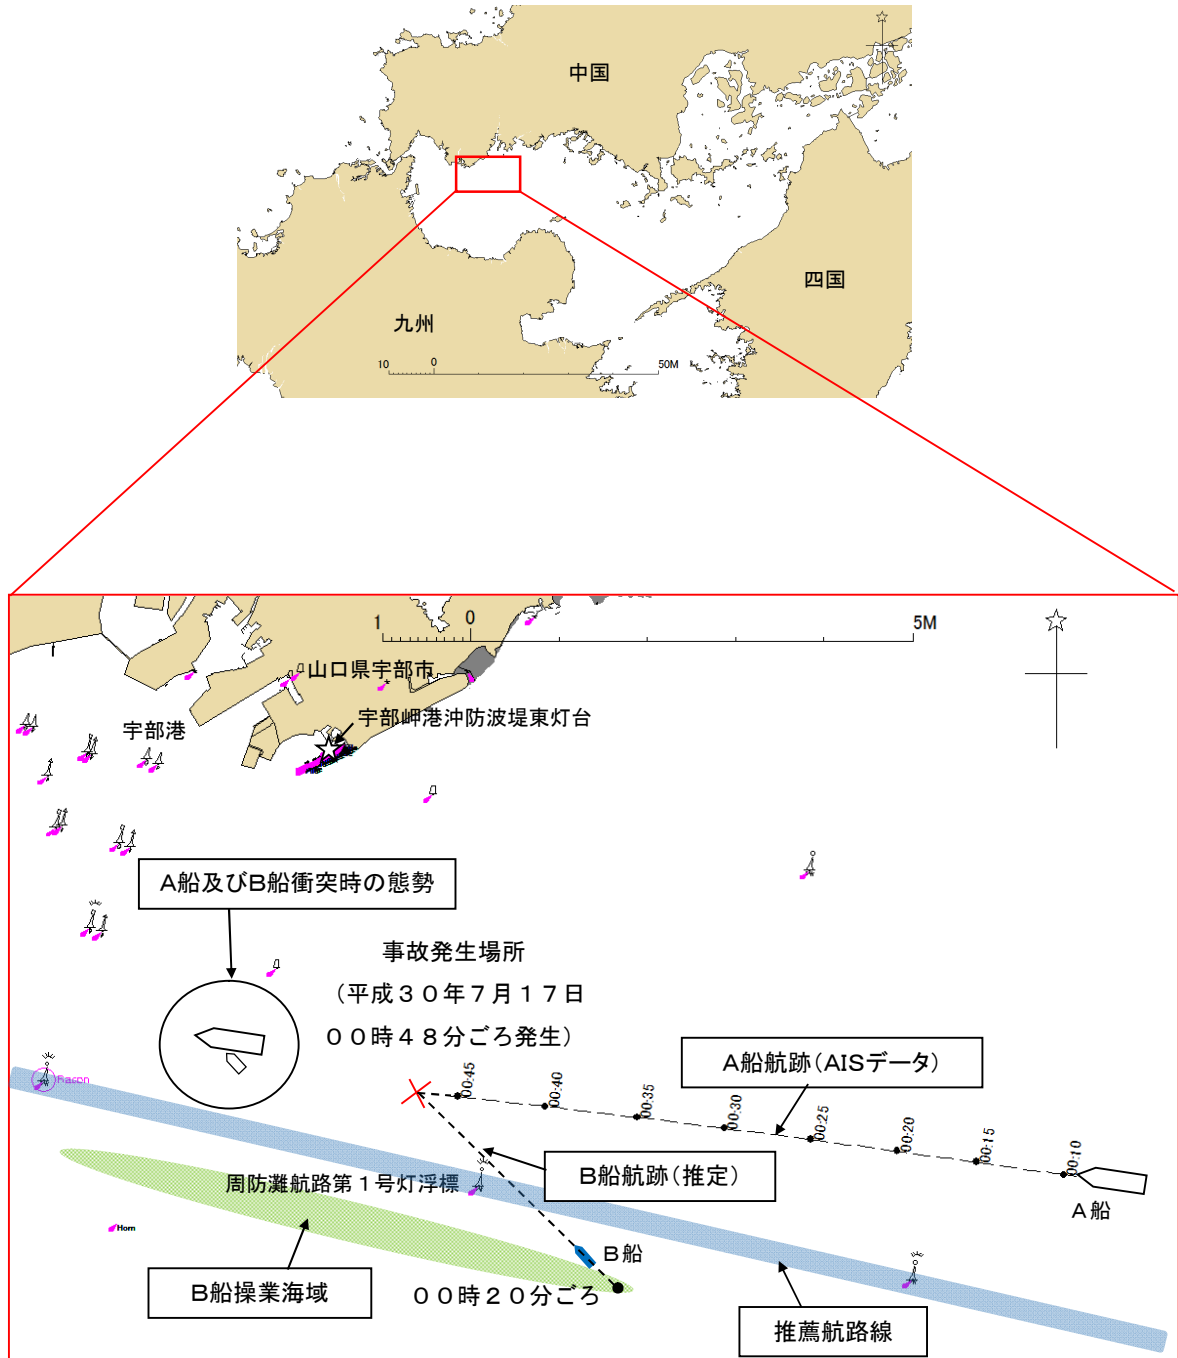 中国
四国
九州
10 0 50M
1 0 5M
山口県宇部市
宇部岬港沖防波堤東灯台
宇部港
A船及びB船衝突時の態勢
事故発生場所
(平成30年7月17日
00時48分ごろ発生)
A船航跡(AISデータ)
Racon
00:45
00:40
00:35
00:30
00:25
00:20
00:15
00:10
B船航跡(推定)
周防灘航路第1号灯浮標
A船
Horn
B船
B船操業海域
00時20分ごろ
推薦航路線